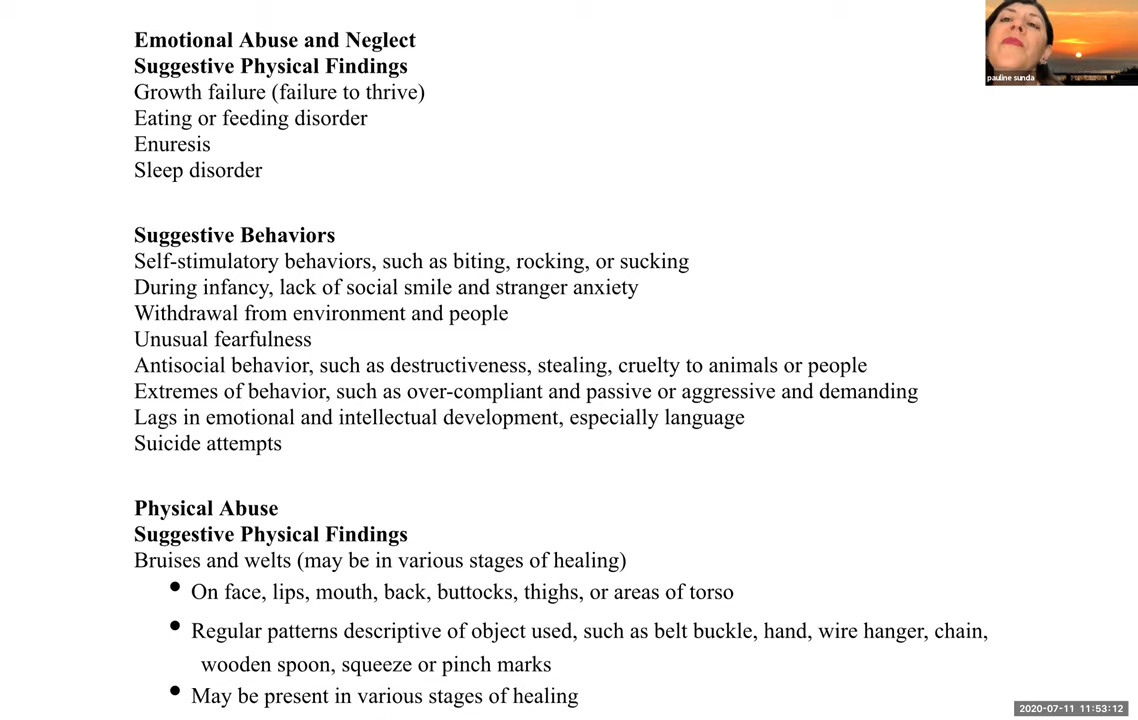 Emotional Abuse and Neglect
Suggestive Physical Findings
Growth failure (failure to thrive)
Eating or feeding disorder
Enuresis
Sleep disorder
Suggestive Behaviors
Self-stimulatory behaviors, such as biting, rocking, or sucking
During infancy, lack of social smile and stranger anxiety
Withdrawal from environment and people
Unusual fearfulness
Antisocial behavior, such as destructiveness, stealing, cruelty to animals or people
Extremes of behavior, such as over-compliant and passive or aggressive and demanding
Lags in emotional and intellectual development, especially language
Suicide attempts
Physical Abuse
Suggestive Physical Findings
Bruises and welts (may be in various stages of healing)
• On face, lips, mouth, back, buttocks, thighs, or areas of torso
• Regular patterns descriptive of object used, such as belt buckle, hand, wire hanger, chain,
wooden spoon, squeeze or pinch marks
• May be present in various stages of healing
pauline sunda
2020-07-11 11:53:12